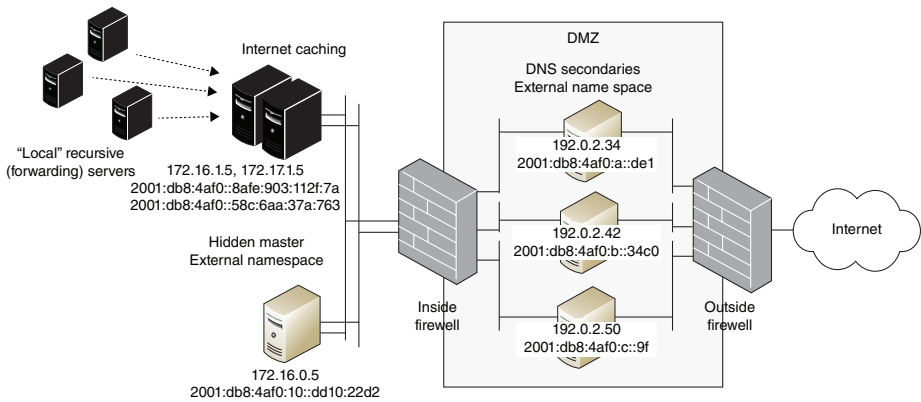 Internet caching
"Local" recursive
(forwarding) servers
172.16.1.5, 172.17.1.5
2001:db8:4af0::8afe:903:112f:7a
2001:db8:4af0::58c:6aa:37a:763
Hidden master
External namespace
172.16.0.5
2001:db8:4af0:10::dd10:22d2
Inside
firewall
DMZ
DNS secondaries
External name space
192.0.2.34
2001:db8:4af0:a::de1
192.0.2.42
2001:db8:4af0:b::34c0
192.0.2.50
2001:db8:4af0:c::9f
Outside
firewall
Internet